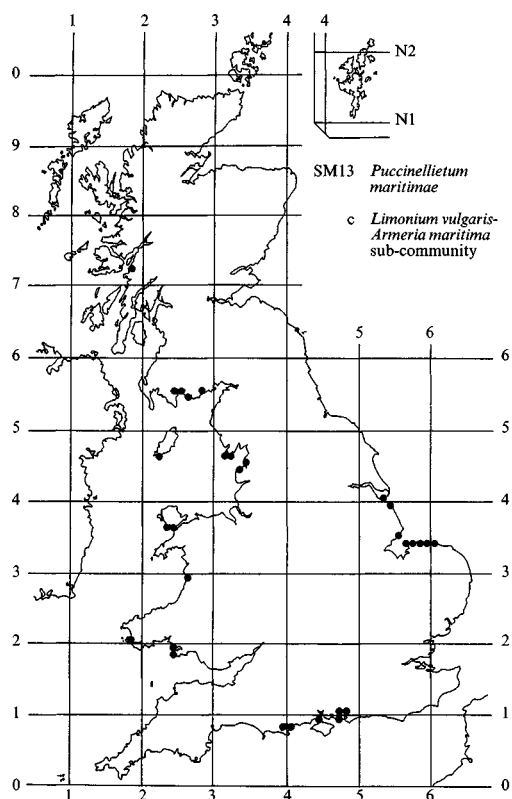 1 2 3 4 4
N2
0
N1
9
SM13 Puccinellietum
maritimae
8
c Limonium vulgaris-
Armeria maritima
sub-community
7
5 6
6 6
5 5
4 4
3 3
2 2
1 1
0 0
1 2 3 4 5 6